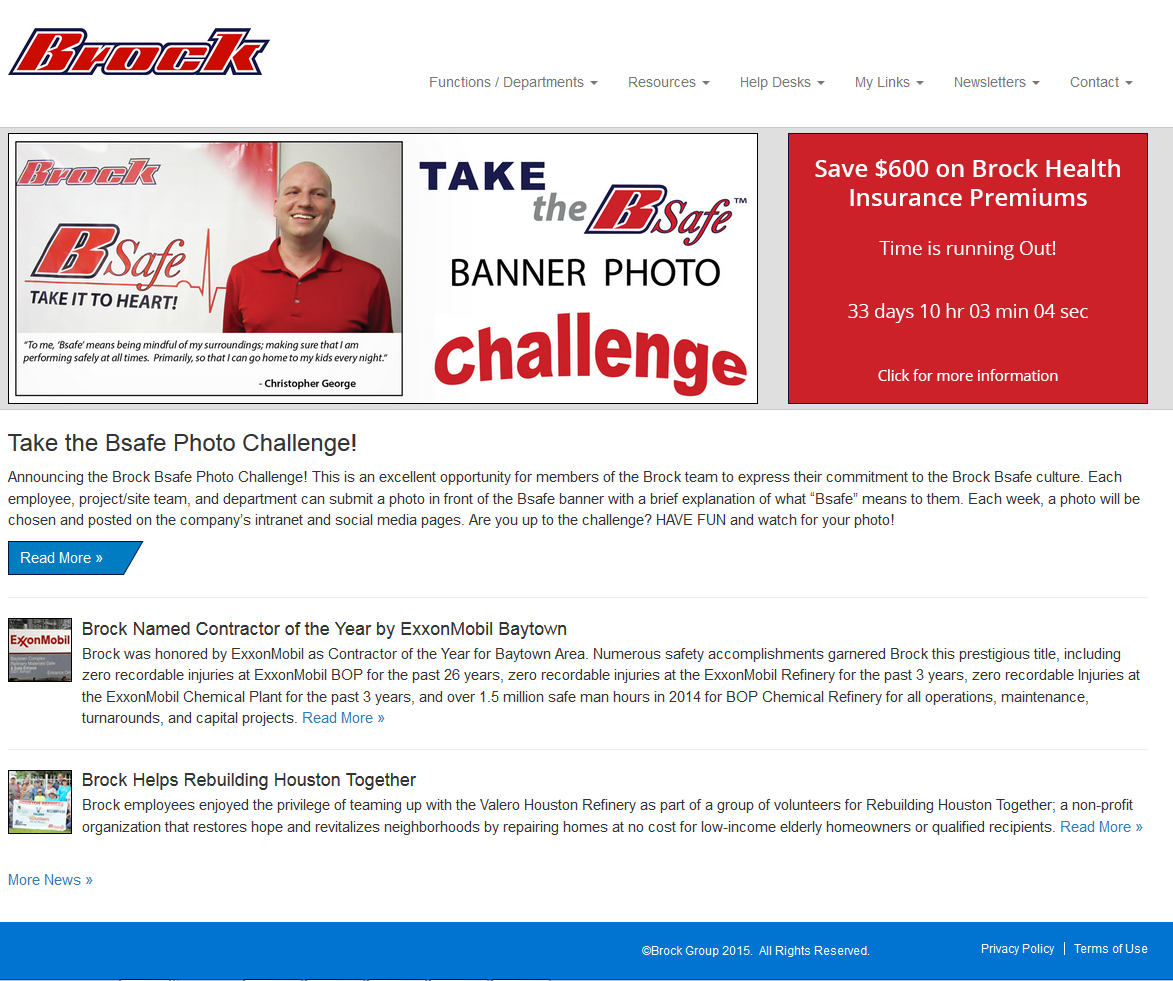 Brock
Functions / Departments
Resources
Help Desks
My Links
Newsletters
Contact
Brock
BSafe
TAKE IT TO HEART!
"To me, 'Bsafe' means being mindful of my surroundings; making sure that I am
performing safely at all times. Primarily, so that I can go home to my kids every night."
- Christopher George
TAKE
the BSafe™
BANNER PHOTO
Challenge
Save $600 on Brock Health
Insurance Premiums
Time is running Out!
33 days 10 hr 03 min 04 sec
Click for more information
Take the Bsafe Photo Challenge!
Announcing the Brock Bsafe Photo Challenge! This is an excellent opportunity for members of the Brock team to express their commitment to the Brock Bsafe culture. Each
employee, project/site team, and department can submit a photo in front of the Bsafe banner with a brief explanation of what “Bsafe” means to them. Each week, a photo will be
chosen and posted on the company’s intranet and social media pages. Are you up to the challenge? HAVE FUN and watch for your photo!
Read More »
ExxonMobil
Brock Named Contractor of the Year by ExxonMobil Baytown
Brock was honored by ExxonMobil as Contractor of the Year for Baytown Area. Numerous safety accomplishments garnered Brock this prestigious title, including
zero recordable injuries at ExxonMobil BOP for the past 26 years, zero recordable injuries at the ExxonMobil Refinery for the past 3 years, zero recordable Injuries at
the ExxonMobil Chemical Plant for the past 3 years, and over 1.5 million safe man hours in 2014 for BOP Chemical Refinery for all operations, maintenance,
turnarounds, and capital projects. Read More »
Brock Helps Rebuilding Houston Together
Brock employees enjoyed the privilege of teaming up with the Valero Houston Refinery as part of a group of volunteers for Rebuilding Houston Together; a non-profit
organization that restores hope and revitalizes neighborhoods by repairing homes at no cost for low-income elderly homeowners or qualified recipients. Read More »
More News »
©Brock Group 2015. All Rights Reserved.
Privacy Policy | Terms of Use